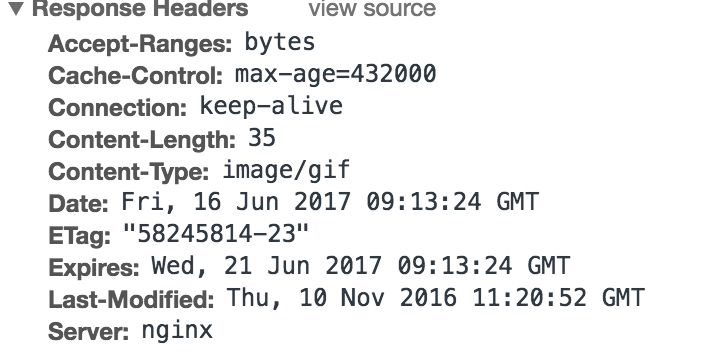 ▼ Response Headers view source
Accept-Ranges: bytes
Cache-Control: max-age=432000
Connection: keep-alive
Content-Length: 35
Content-Type: image/gif
Date: Fri, 16 Jun 2017 09:13:24 GMT
ETag: "58245814-23"
Expires: Wed, 21 Jun 2017 09:13:24 GMT
Last-Modified: Thu, 10 Nov 2016 11:20:52 GMT
Server: nginx